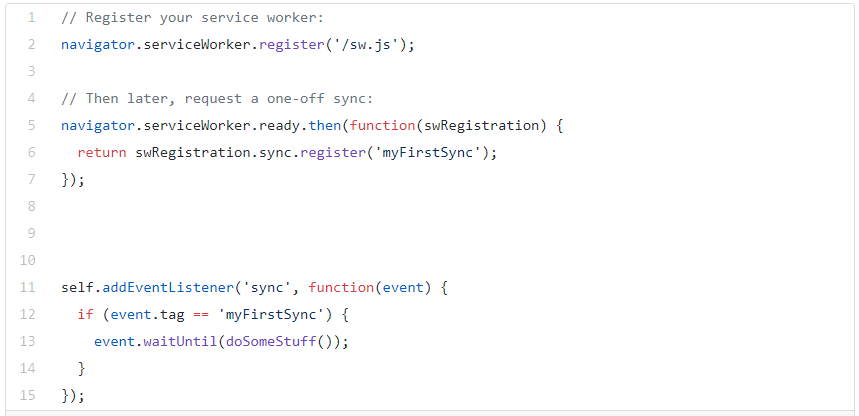 1 // Register your service worker:
2 navigator.serviceWorker.register('/sw.js');
3
4 // Then later, request a one-off sync:
5 navigator.serviceWorker.ready.then(function(swRegistration) {
6   return swRegistration.sync.register('myFirstSync');
7 });
8
9
10
11 self.addEventListener('sync', function(event) {
12   if (event.tag == 'myFirstSync') {
13     event.waitUntil(doSomeStuff());
14   }
15 });